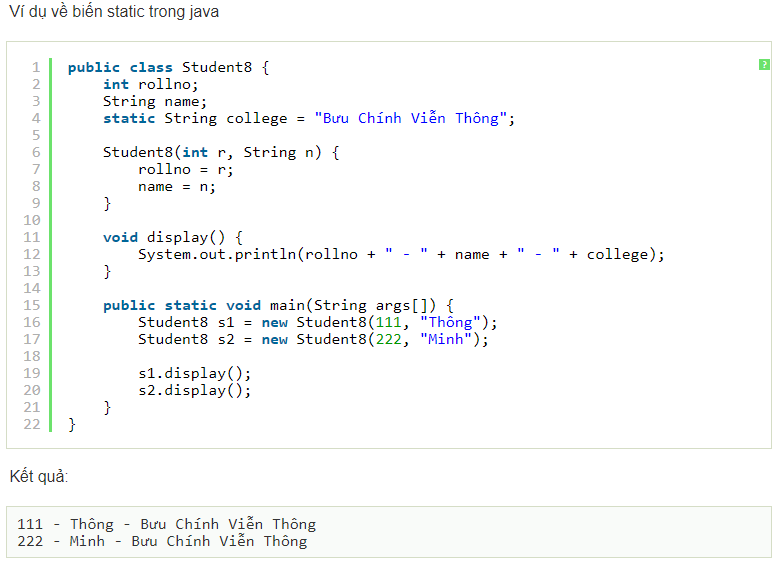 Ví dụ về biến static trong java
?
1 public class Student8 {
2     int rollno;
3     String name;
4     static String college = "Bưu Chính Viễn Thông";
5
6     Student8(int r, String n) {
7         rollno = r;
8         name = n;
9     }
10
11     void display() {
12         System.out.println(rollno + " - " + name + " - " + college);
13     }
14
15     public static void main(String args[]) {
16         Student8 s1 = new Student8(111, "Thông");
17         Student8 s2 = new Student8(222, "Minh");
18
19         s1.display();
20         s2.display();
21     }
22 }
Kết quả:
111 - Thông - Bưu Chính Viễn Thông
222 - Minh - Bưu Chính Viễn Thông